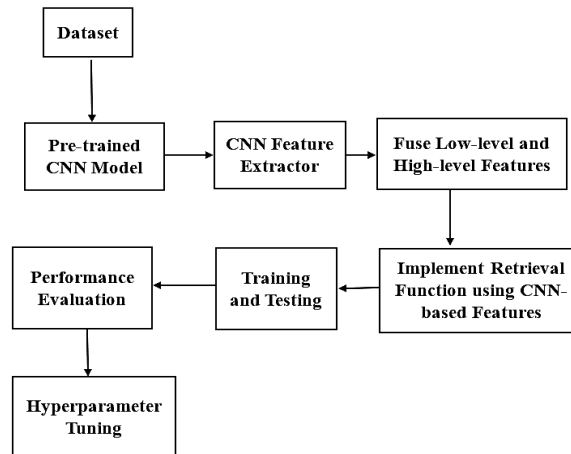 Dataset
Pre-trained
CNN Model
CNN Feature
Extractor
Fuse Low-level and
High-level Features
Implement Retrieval
Function using CNN-
based Features
Training
and Testing
Performance
Evaluation
Hyperparameter
Tuning